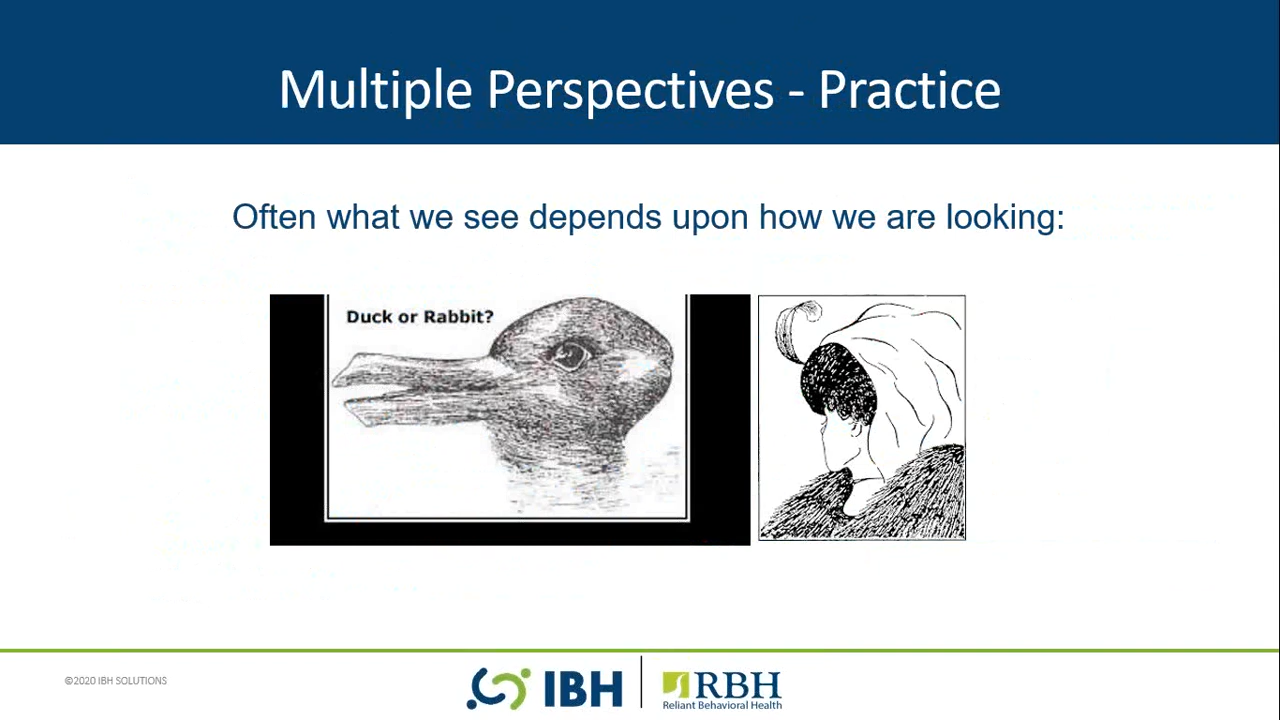 Multiple Perspectives - Practice
Often what we see depends upon how we are looking:
Duck or Rabbit?
©2020 IBH SOLUTIONS
IBH
RBH
Reliant Behavioral Health